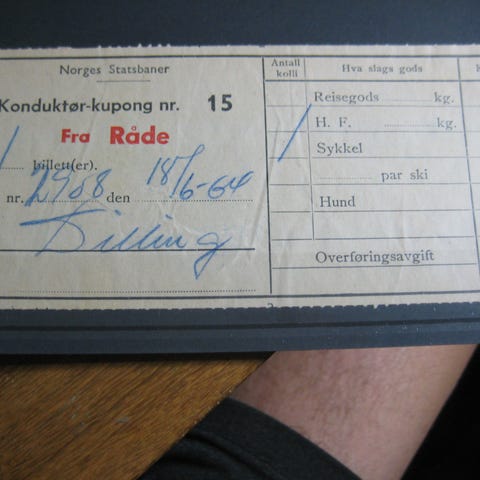 Norges Statsbaner
Konduktør-kupong nr. 15
Fra Råde
/ billett(er).
nr. 2988 den 18/6-64
Dilling
Antall kolli
Hva slags gods
K
Reisegods kg.
H. F. kg.
/ Sykkel
par ski
Hund
Overføringsavgift